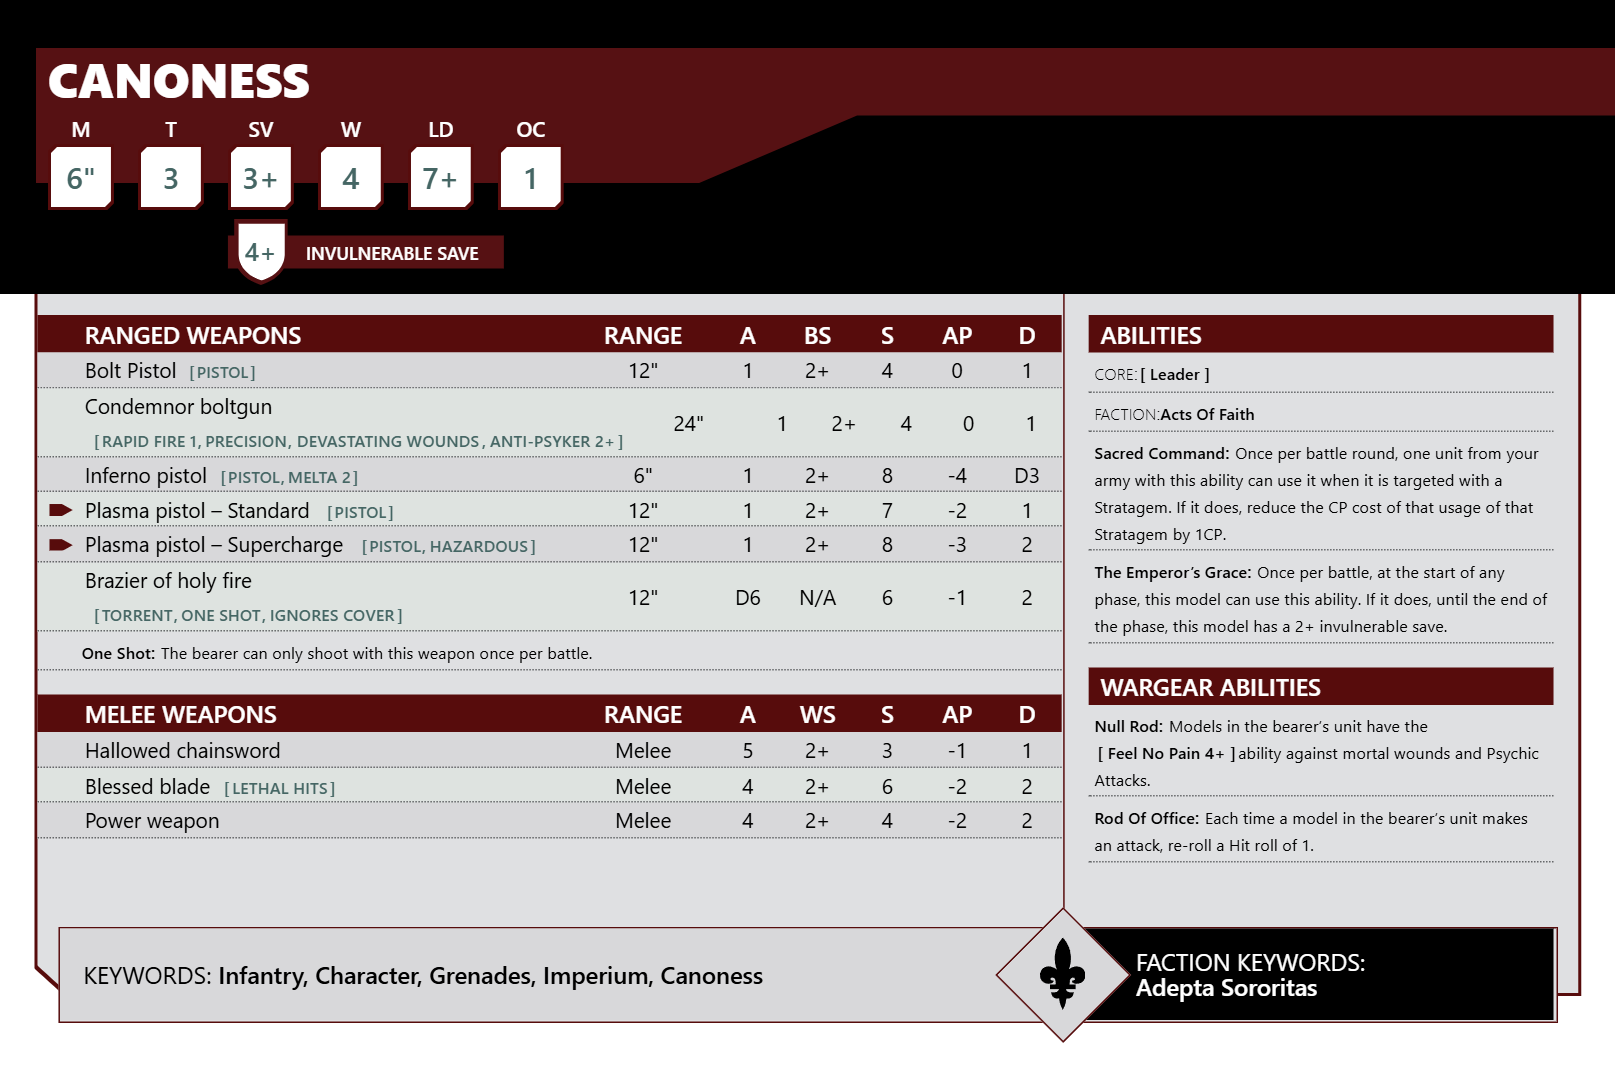 CANONESS
M T SV W LD OC
6" 3 3+ 4 7+ 1
4+ INVULNERABLE SAVE
RANGED WEAPONS RANGE A BS S AP D
Bolt Pistol [PISTOL] 12" 1 2+ 4 0 1
Condemnor boltgun
[RAPID FIRE 1, PRECISION, DEVASTATING WOUNDS, ANTI-PSYKER 2+] 24" 1 2+ 4 0 1
Inferno pistol [PISTOL, MELTA 2] 6" 1 2+ 8 -4 D3
Plasma pistol – Standard [PISTOL] 12" 1 2+ 7 -2 1
Plasma pistol – Supercharge [PISTOL, HAZARDOUS] 12" 1 2+ 8 -3 2
Brazier of holy fire
[TORRENT, ONE SHOT, IGNORES COVER] 12" D6 N/A 6 -1 2
One Shot: The bearer can only shoot with this weapon once per battle.
MELEE WEAPONS RANGE A WS S AP D
Hallowed chainsword Melee 5 2+ 3 -1 1
Blessed blade [LETHAL HITS] Melee 4 2+ 6 -2 2
Power weapon Melee 4 2+ 4 -2 2
ABILITIES
CORE: [ Leader ]
FACTION: Acts Of Faith
Sacred Command: Once per battle round, one unit from your
army with this ability can use it when it is targeted with a
Stratagem. If it does, reduce the CP cost of that usage of that
Stratagem by 1CP.
The Emperor's Grace: Once per battle, at the start of any
phase, this model can use this ability. If it does, until the end of
the phase, this model has a 2+ invulnerable save.
WARGEAR ABILITIES
Null Rod: Models in the bearer's unit have the
[ Feel No Pain 4+ ] ability against mortal wounds and Psychic
Attacks.
Rod Of Office: Each time a model in the bearer's unit makes
an attack, re-roll a Hit roll of 1.
KEYWORDS: Infantry, Character, Grenades, Imperium, Canoness
FACTION KEYWORDS:
Adepta Sororitas